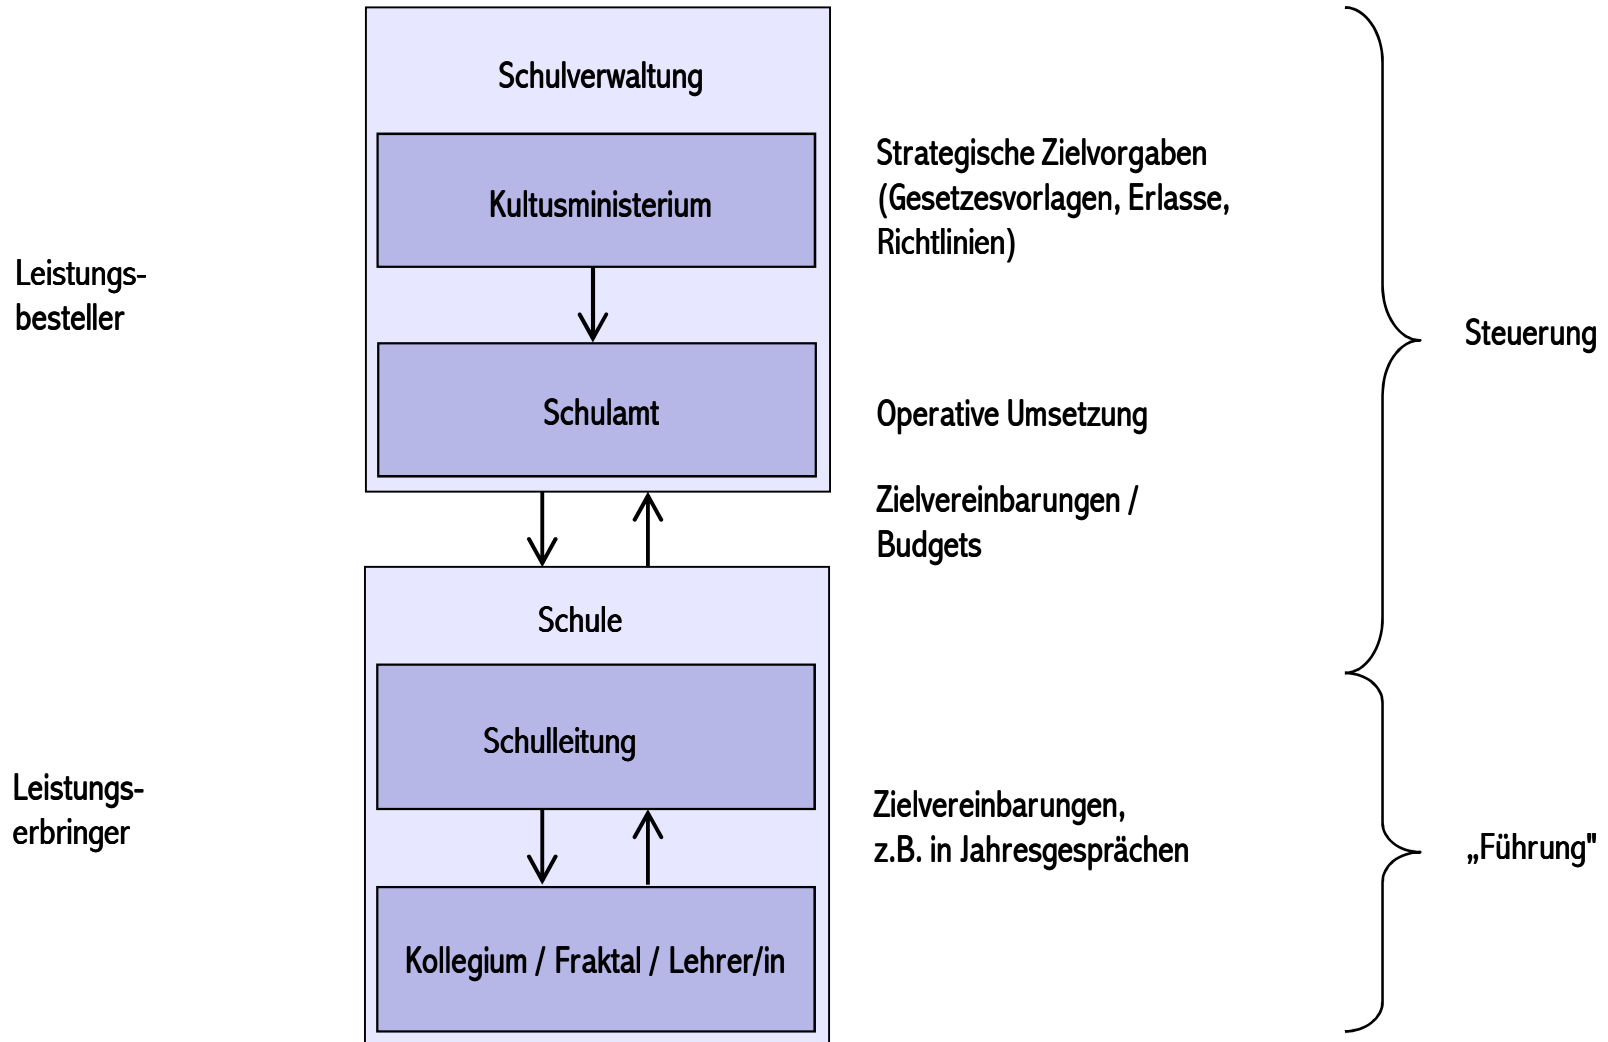 Schulverwaltung
Kultusministerium
Strategische Zielvorgaben
(Gesetzesvorlagen, Erlasse,
Richtlinien)
Leistungs-
besteller
Steuerung
Schulamt
Operative Umsetzung
Zielvereinbarungen /
Budgets
Schule
Schulleitung
Leistungs-
erbringer
Zielvereinbarungen,
z.B. in Jahresgesprächen
„Führung"
Kollegium / Fraktal / Lehrer/in